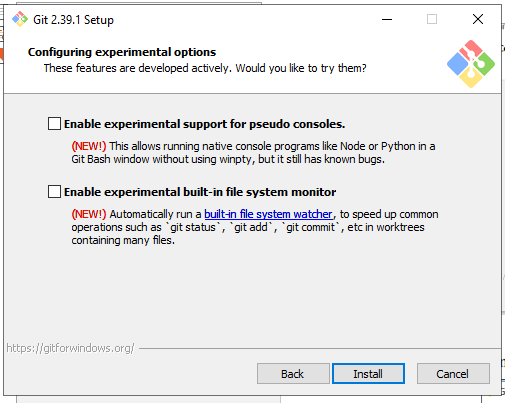 Git 2.39.1 Setup
Configuring experimental options
These features are developed actively. Would you like to try them?
Enable experimental support for pseudo consoles.
(NEW!) This allows running native console programs like Node or Python in a
Git Bash window without using winpty, but it still has known bugs.
Enable experimental built-in file system monitor
(NEW!) Automatically run a built-in file system watcher, to speed up common
operations such as `git status`, `git add`, `git commit`, etc in worktrees
containing many files.
https://gitforwindows.org/
Back
Install
Cancel